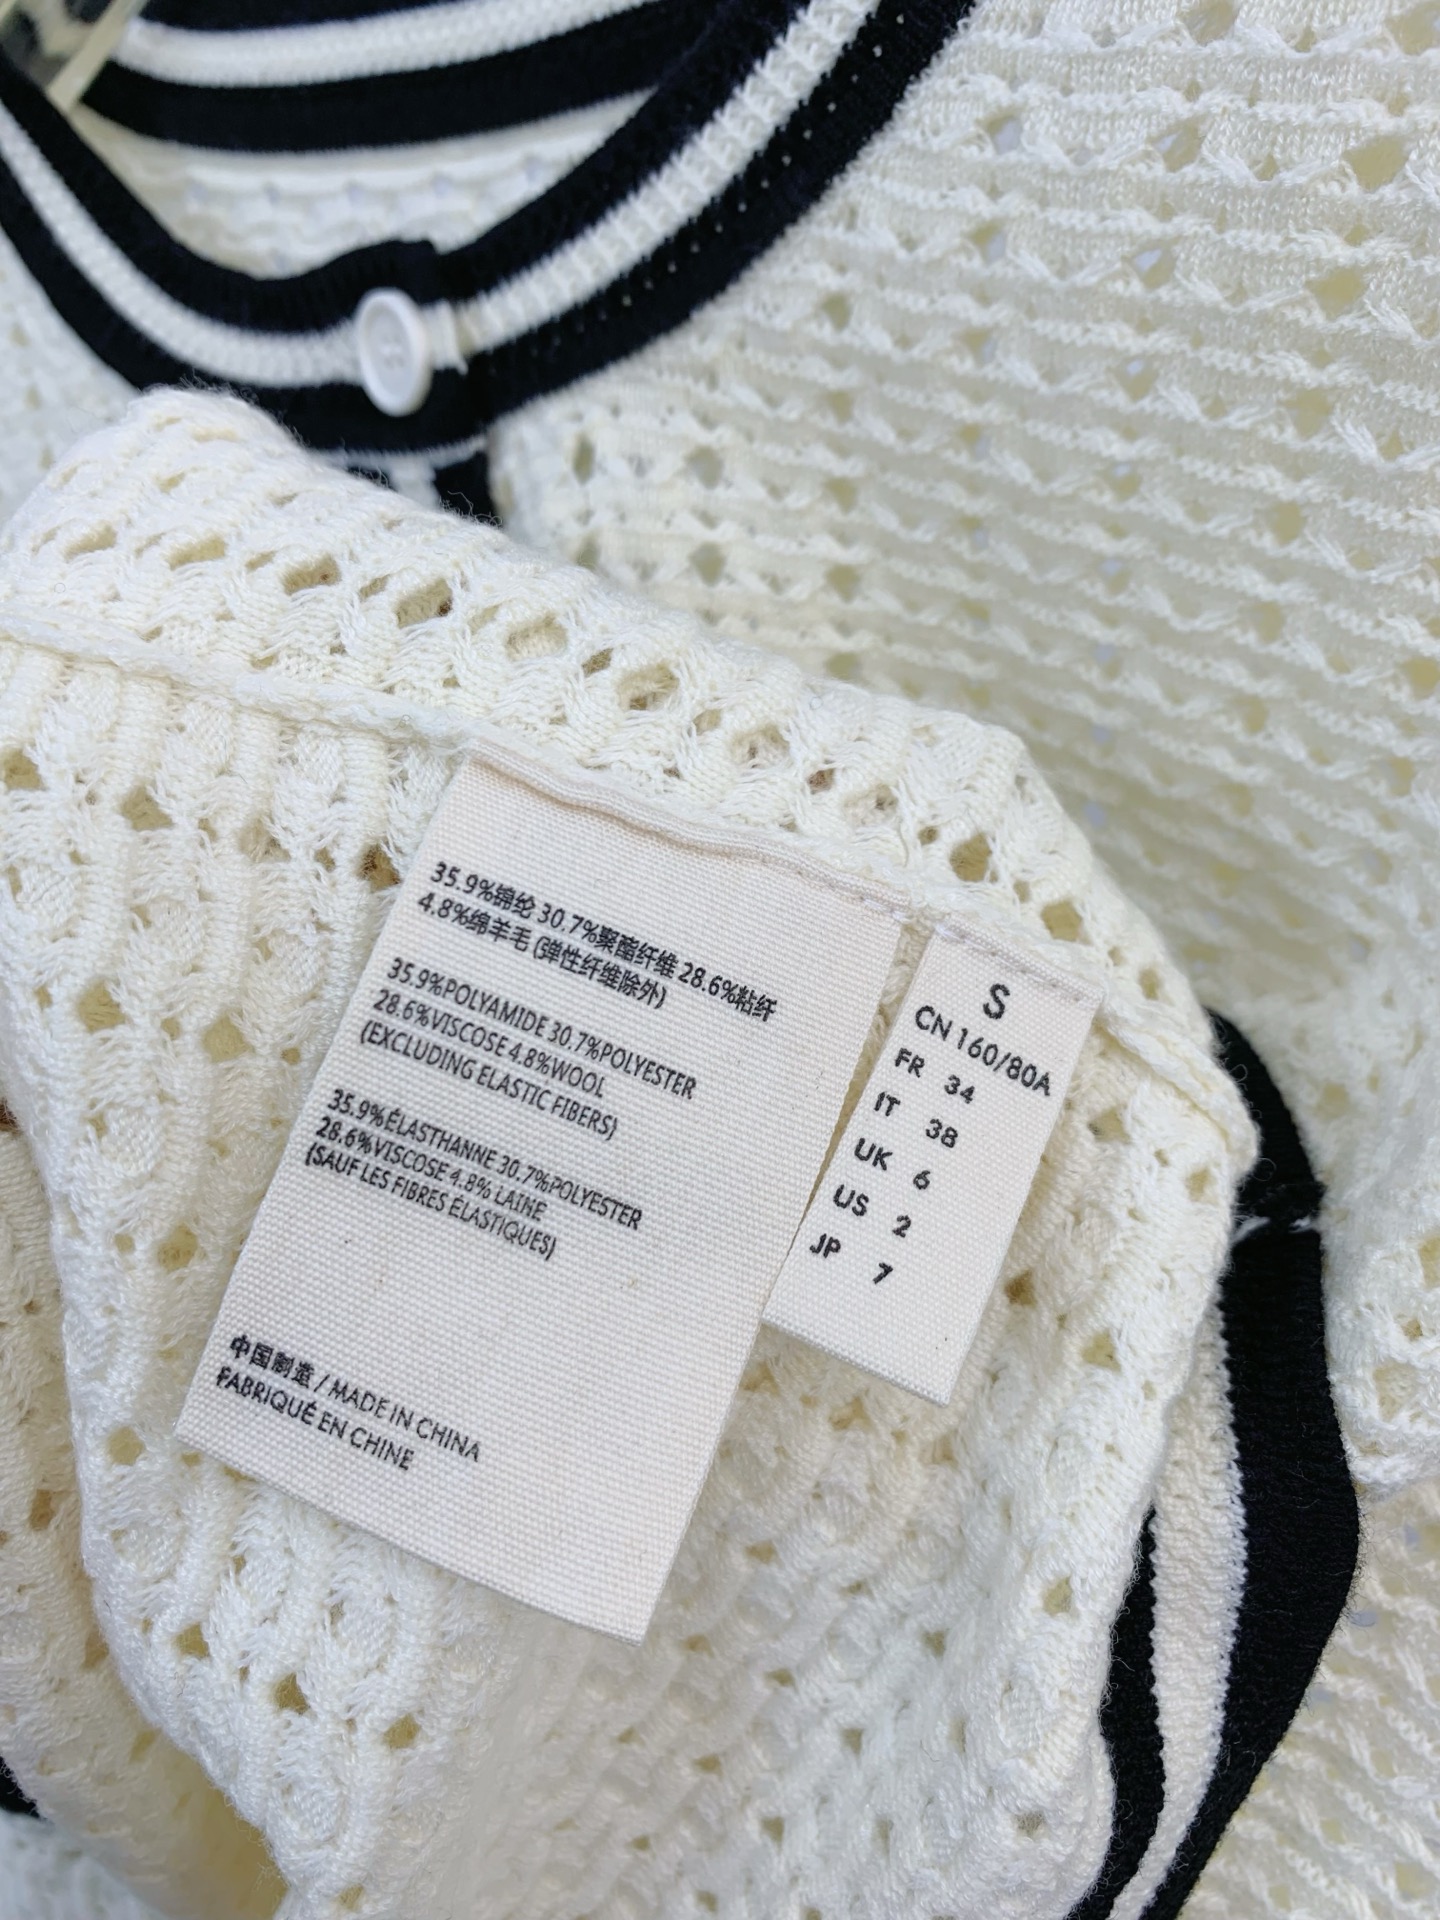 35.9%锦纶 30.7%聚酯纤维 28.6%粘纤
4.8%绵羊毛 (弹性纤维除外)
35.9%POLYAMIDE 30.7%POLYESTER
28.6%VISCOSE 4.8%WOOL
(EXCLUDING ELASTIC FIBERS)
35.9%ÉLASTHANNE 30.7%POLYESTER
28.6%VISCOSE 4.8% LAINE
(SAUF LES FIBRES ÉLASTIQUES)
中国制造 / MADE IN CHINA
FABRIQUÉ EN CHINE
S
CN 160/80A
FR 34
IT 38
UK 6
US 2
JP 7